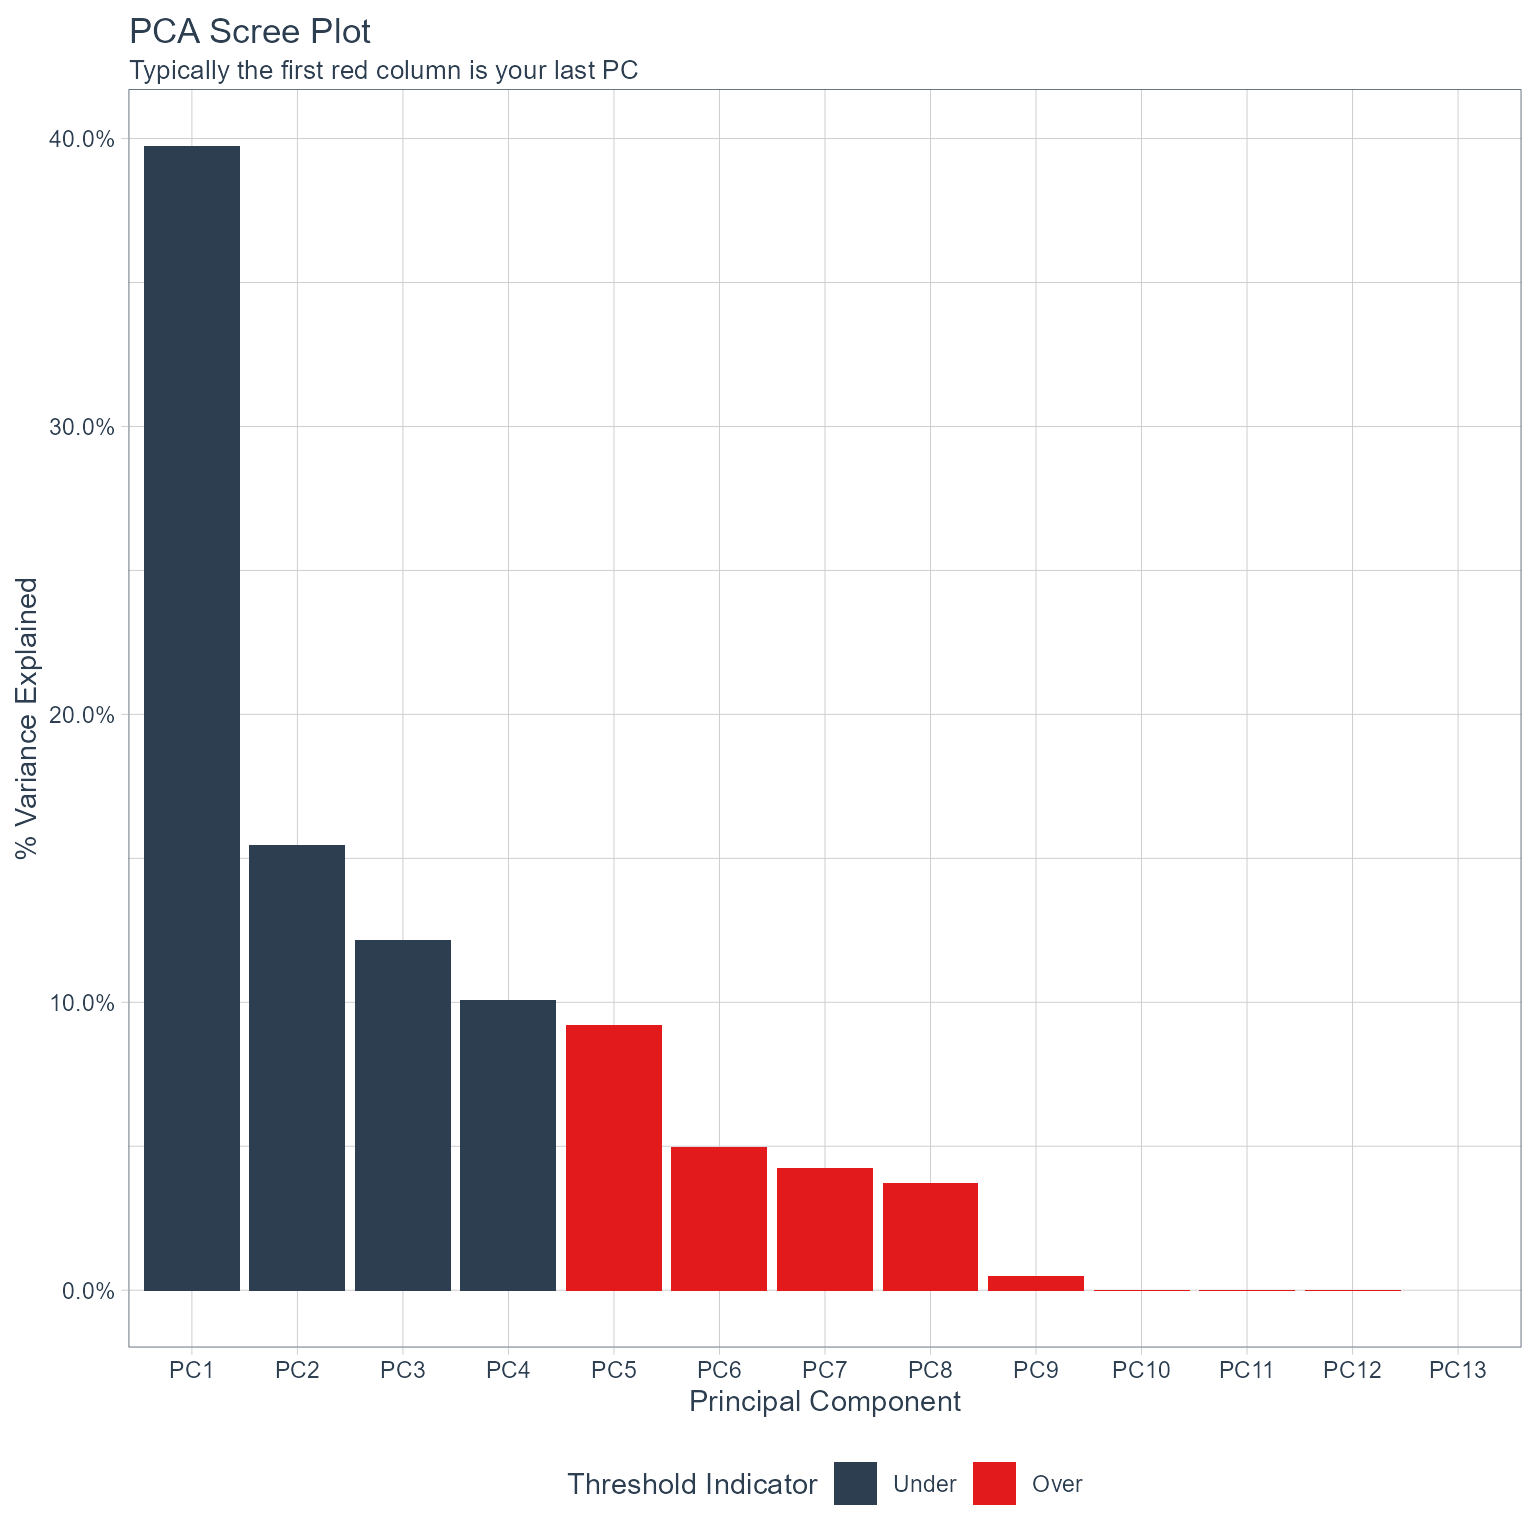 PCA Scree Plot
Typically the first red column is your last PC
% Variance Explained
40.0%
30.0%
20.0%
10.0%
0.0%
PC1 PC2 PC3 PC4 PC5 PC6 PC7 PC8 PC9 PC10 PC11 PC12 PC13
Principal Component
Threshold Indicator Under Over